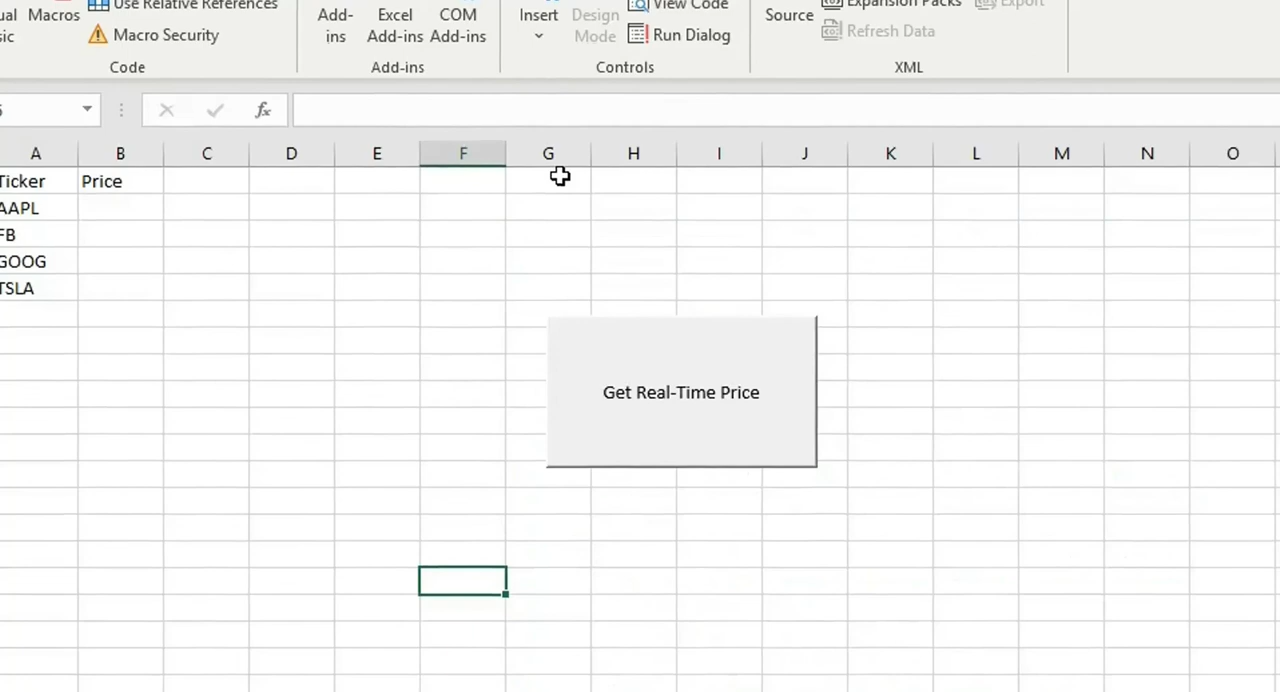 Use Relative References
Macros
Macro Security
Code
Add-
ins
Excel
Add-ins
COM
Add-ins
Add-ins
Insert
Design
Mode
View Code
Run Dialog
Controls
Source
Expansion Packs
Export
Refresh Data
XML
fx
A B C D E F G H I J K L M N O
Ticker Price
AAPL
FB
GOOG
TSLA
Get Real-Time Price